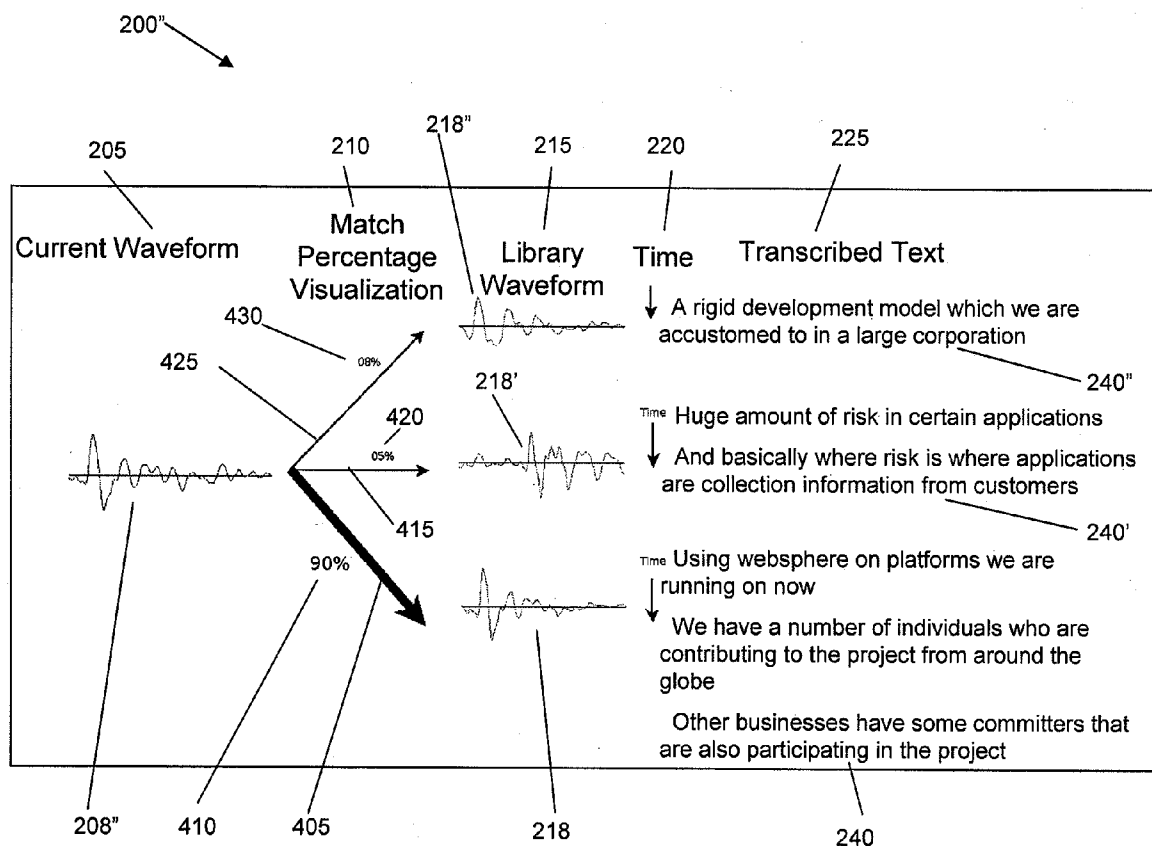 200”
218”
205
210
215
220
225
Current Waveform
Match
Percentage
Visualization
Library
Waveform
Time
Transcribed Text
A rigid development model which we are
accustomed to in a large corporation
430
08%
425
240”
218’
420
05%
Time Huge amount of risk in certain applications
And basically where risk is where applications
are collection information from customers
415
240’
90%
Time Using websphere on platforms we are
running on now
We have a number of individuals who are
contributing to the project from around the
globe
Other businesses have some committers that
are also participating in the project
208”
410
405
218
240